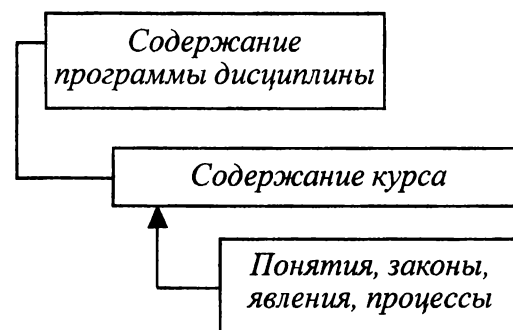 Содержание
программы дисциплины
Содержание курса
Понятия, законы,
явления, процессы